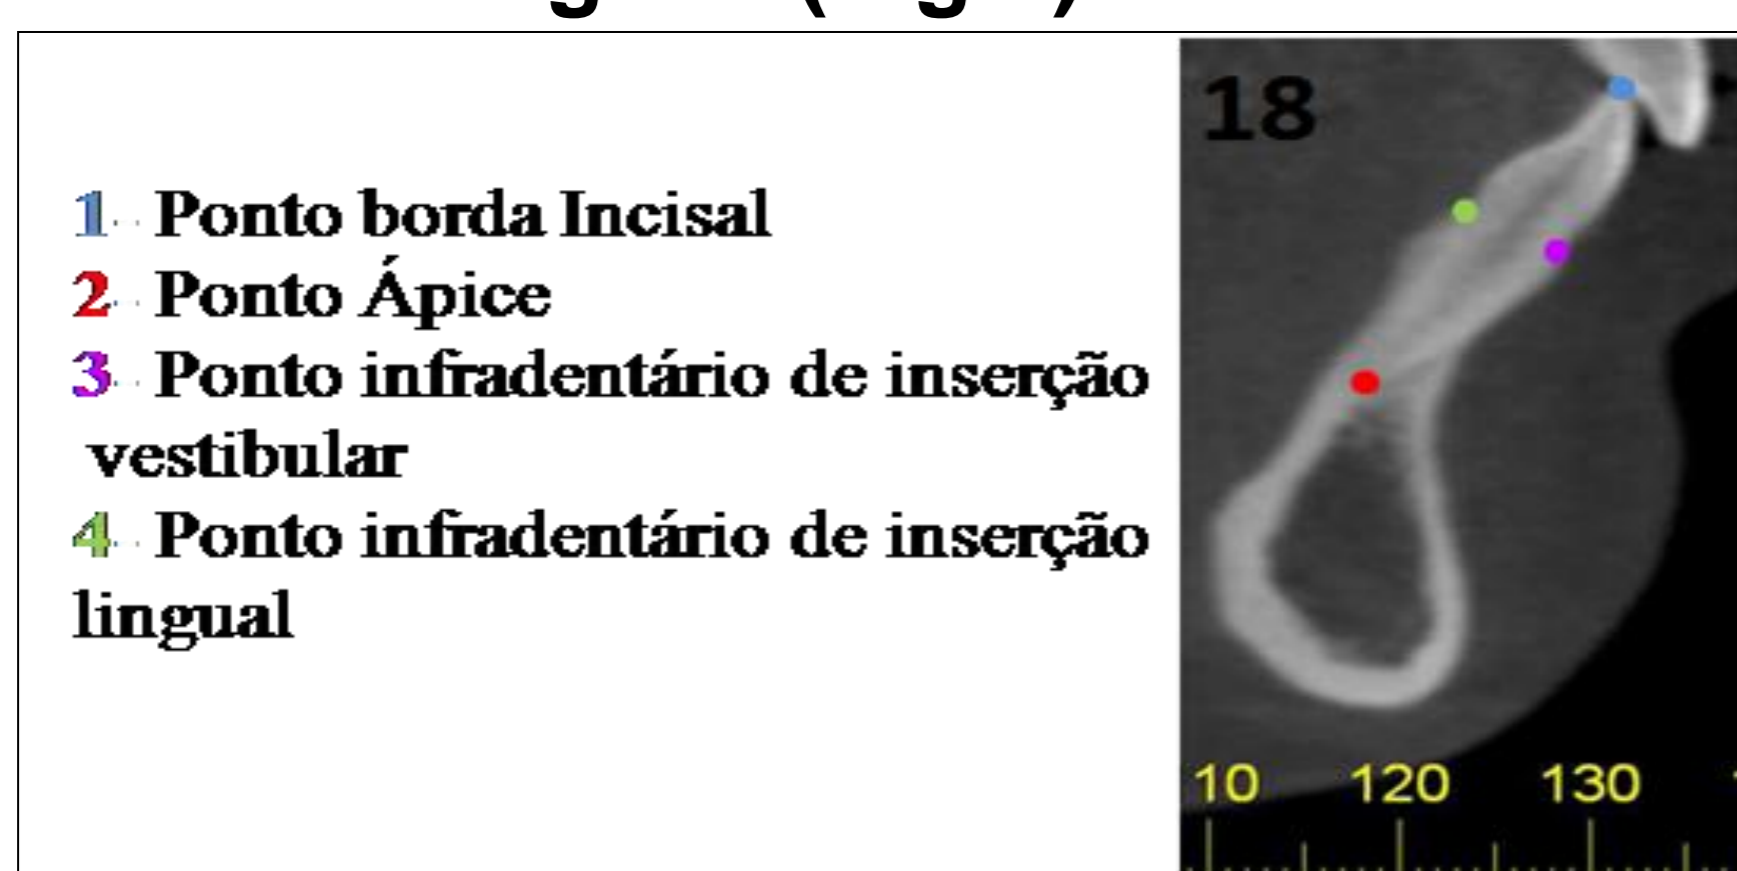 1 Ponto borda Incisal
2 Ponto Ápice
3 Ponto infradentário de inserção
vestibular
4 Ponto infradentário de inserção
lingual
18
10 120 130